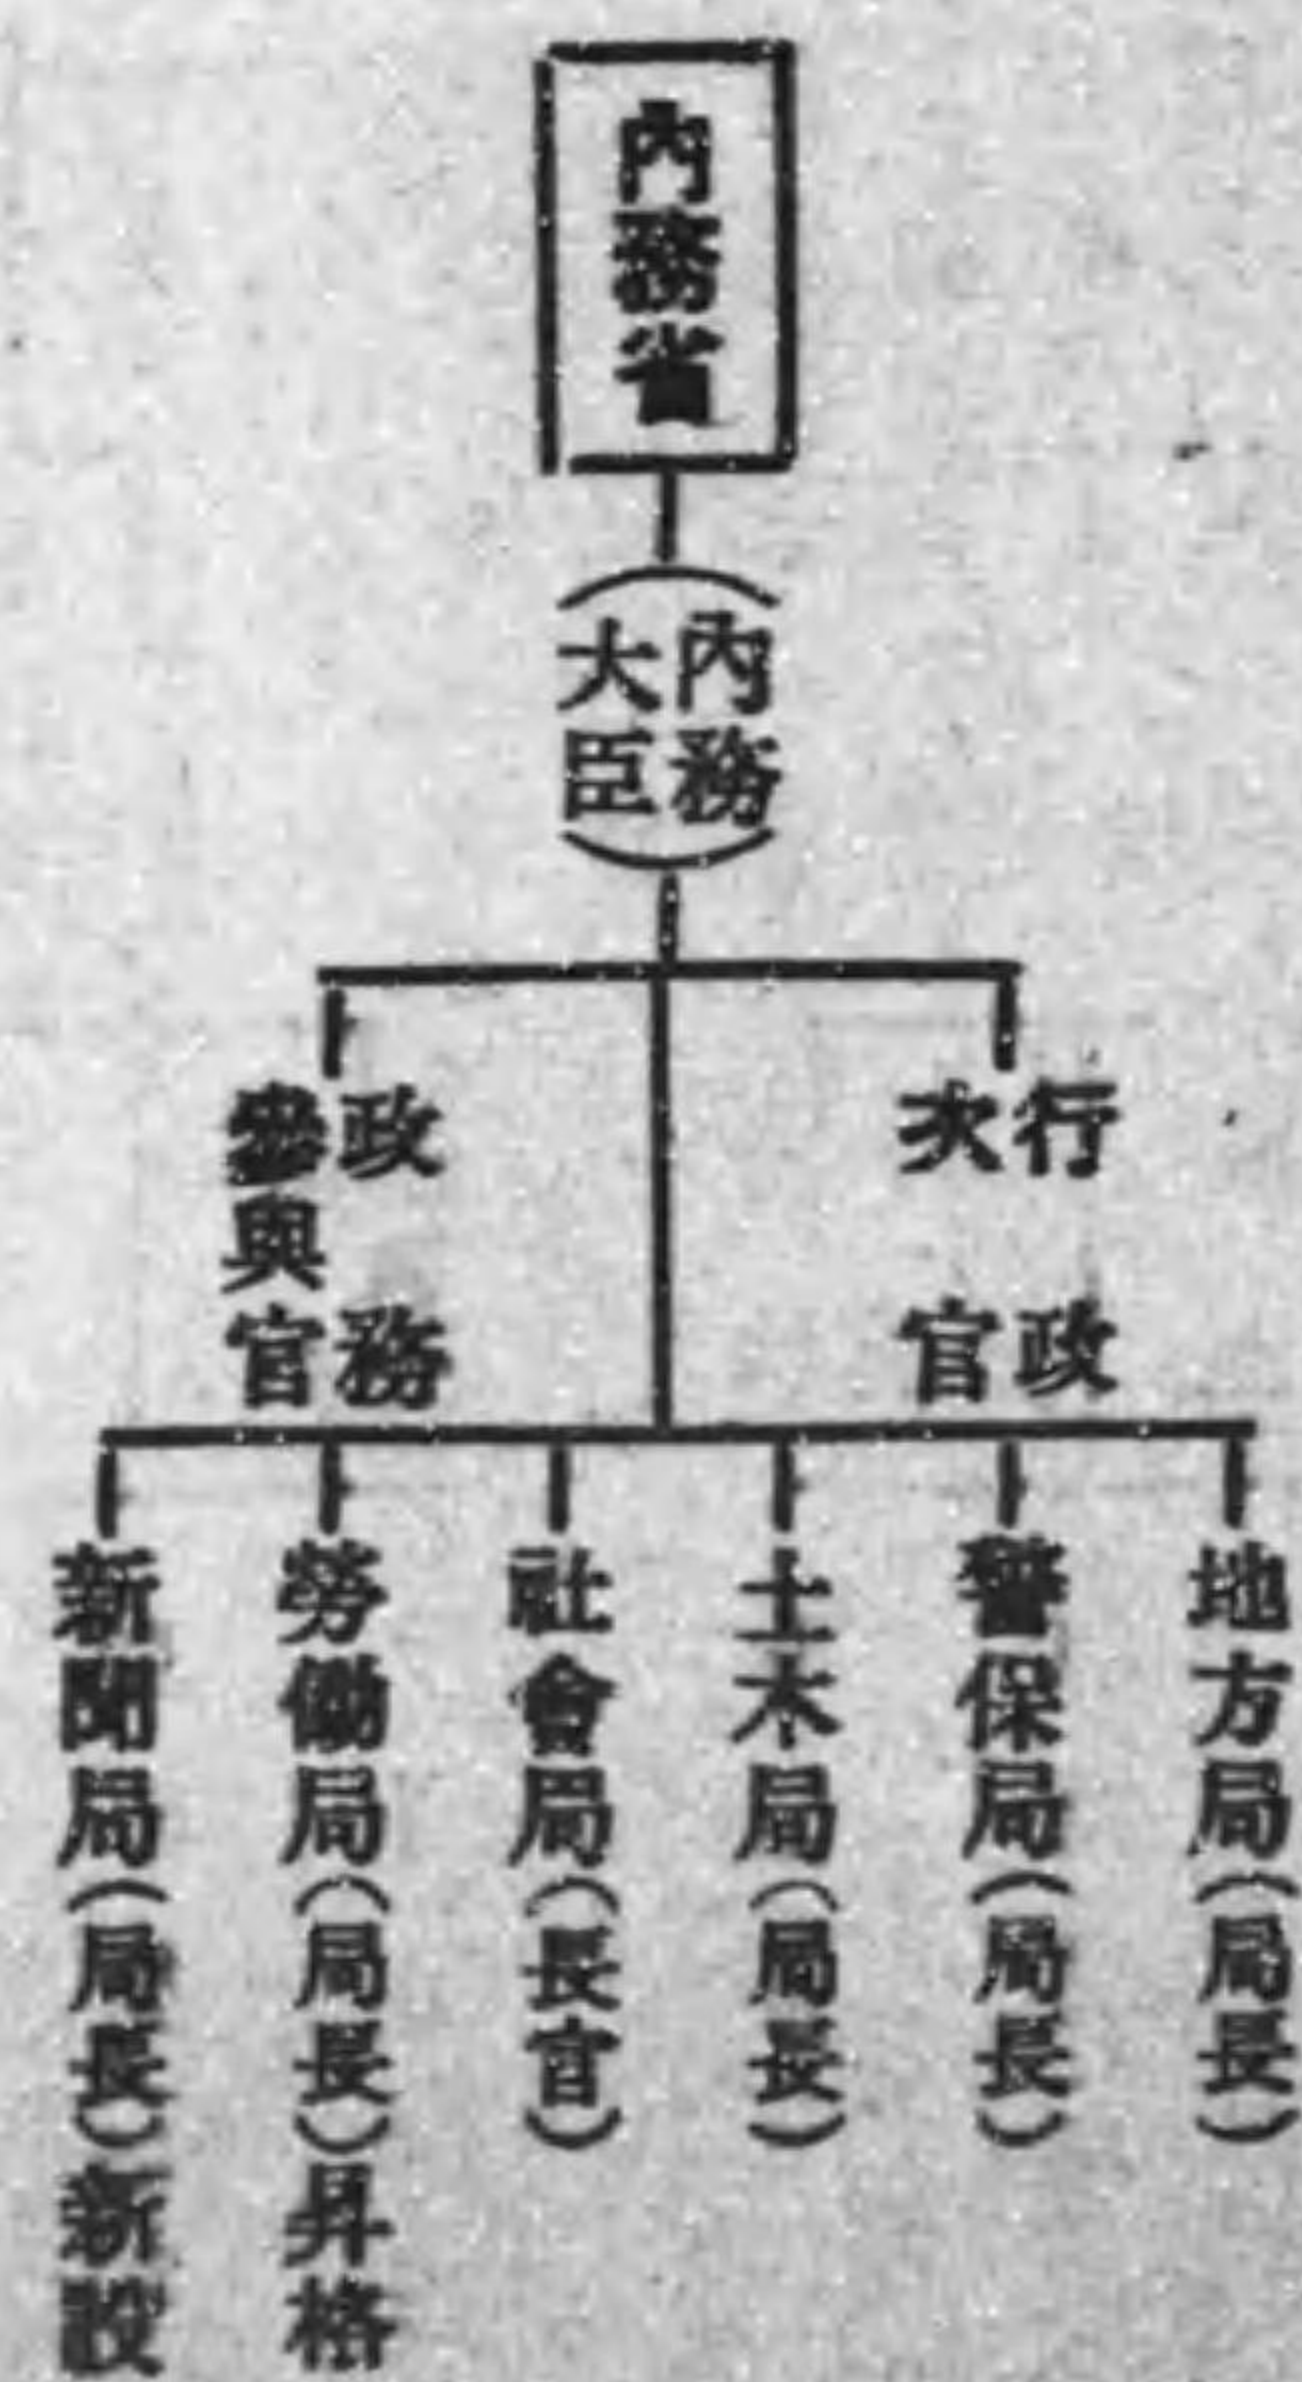 內務省
(內務
大臣)
行政
次官
政務
參與官
地方局(局長)
警保局(局長)
土木局(局長)
社會局(長官)
勞働局(局長)昇格
新聞局(局長)新設